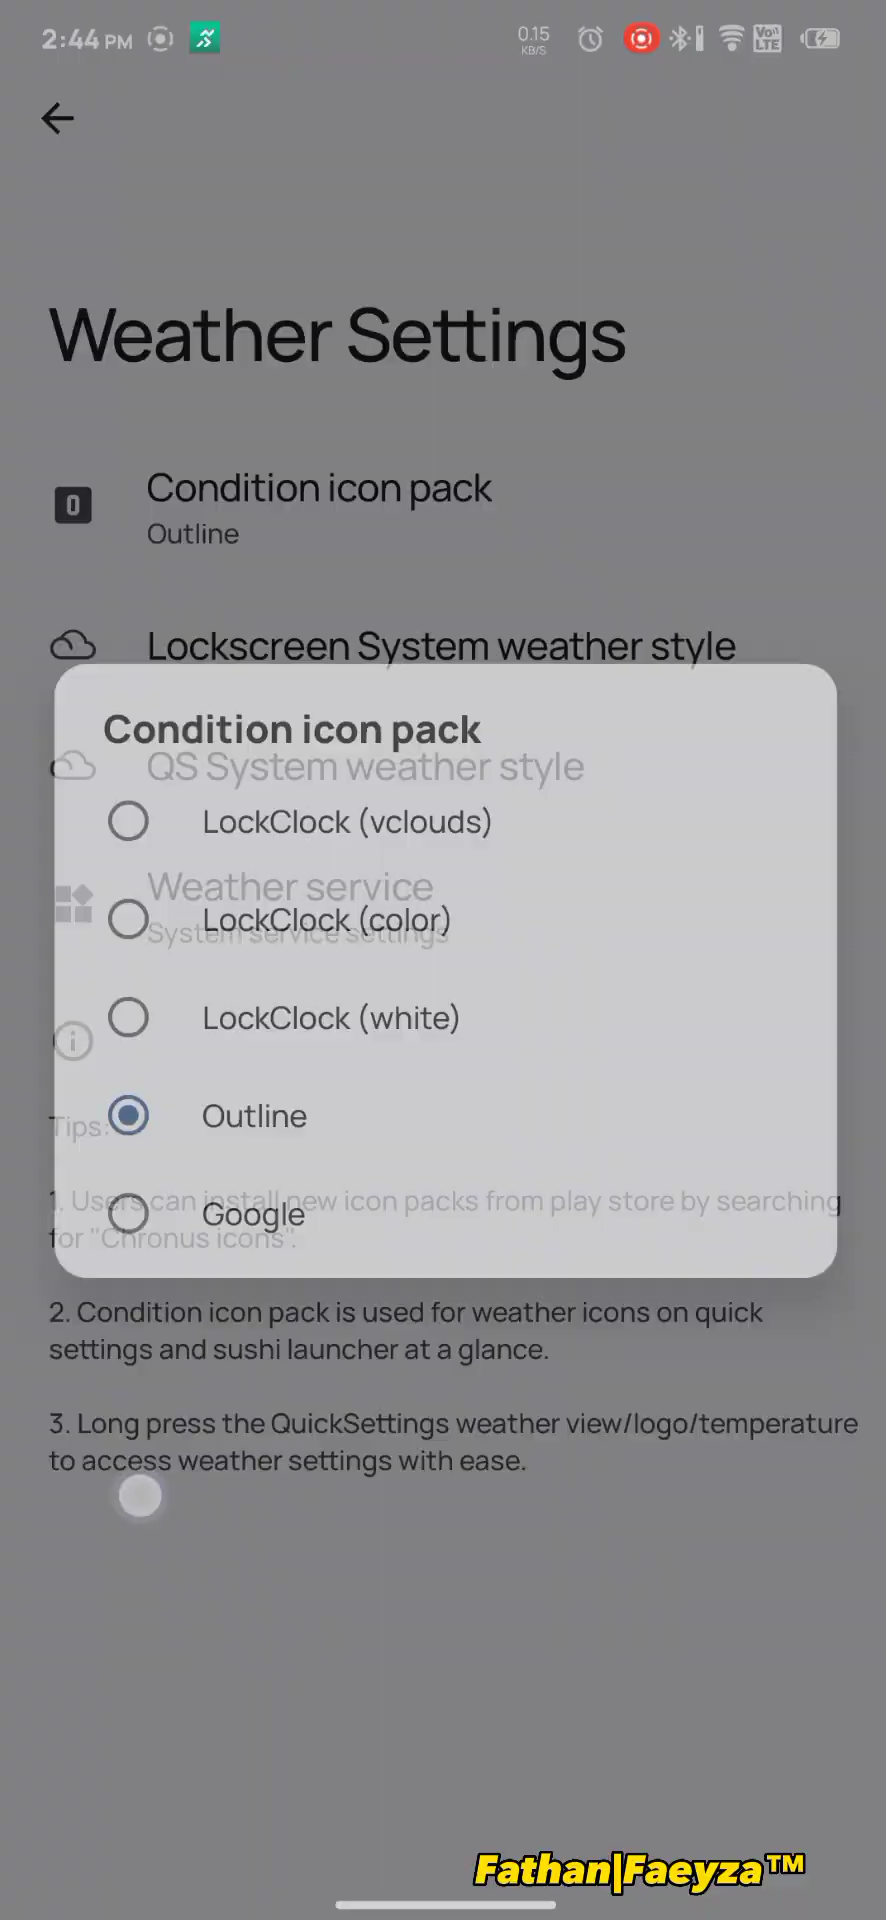 2:44 PM
0.15
KB/S
Vo
LTE
Weather Settings
0
Condition icon pack
Outline
Lockscreen System weather style
Condition icon pack
QS System weather style
LockClock (vclouds)
Weather service
LockClock (color)
System service settings
LockClock (white)
Outline
Tips:
1. Users can install new icon packs from play store by searching
Google
for "Chronus icons".
2. Condition icon pack is used for weather icons on quick
settings and sushi launcher at a glance.
3. Long press the QuickSettings weather view/logo/temperature
to access weather settings with ease.
Fathan|Faeyza™